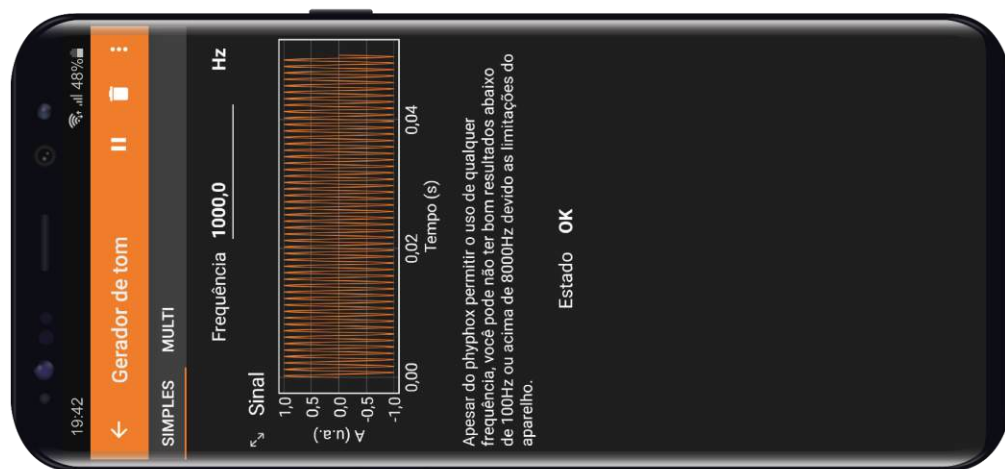 19:42
48%
Gerador de tom
SIMPLES MULTI
Frequência 1000,0 Hz
Sinal
1,0
0,5
0,0
-0,5
-1,0
A (u.a.)
0,00 0,02 0,04
Tempo (s)
Apesar do phyphox permitir o uso de qualquer
frequência, você pode não ter bom resultados abaixo
de 100Hz ou acima de 8000Hz devido as limitações do
aparelho.
Estado OK